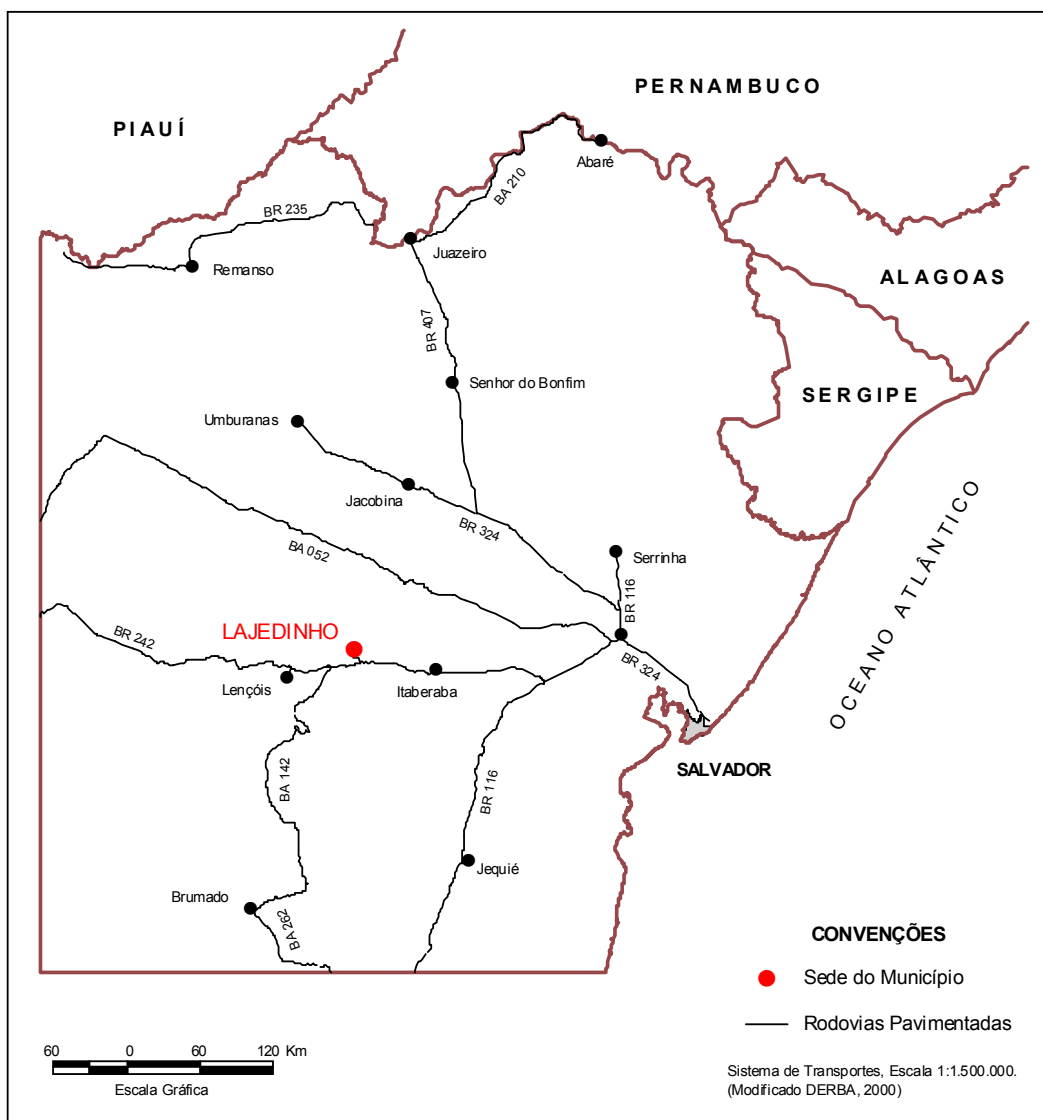 PERNAMBUCO
PIAUÍ
Abaré
BA 210
BR 235
Juazeiro
Remanso
ALAGOAS
BR 407
Senhor do Bonfim
SERGIPE
Umburanas
Jacobina
BR 324
OCEANO ATLÂNTICO
BA 052
Serrinha
BR 116
LAJEDINHO
BR 242
BR 324
Lençóis
Itaberaba
SALVADOR
BA 142
BR 116
Jequié
Brumado
BA 262
CONVENÇÕES
Sede do Município
Rodovias Pavimentadas
60 0 60 120 Km
Escala Gráfica
Sistema de Transportes, Escala 1:1.500.000.
(Modificado DERBA, 2000)